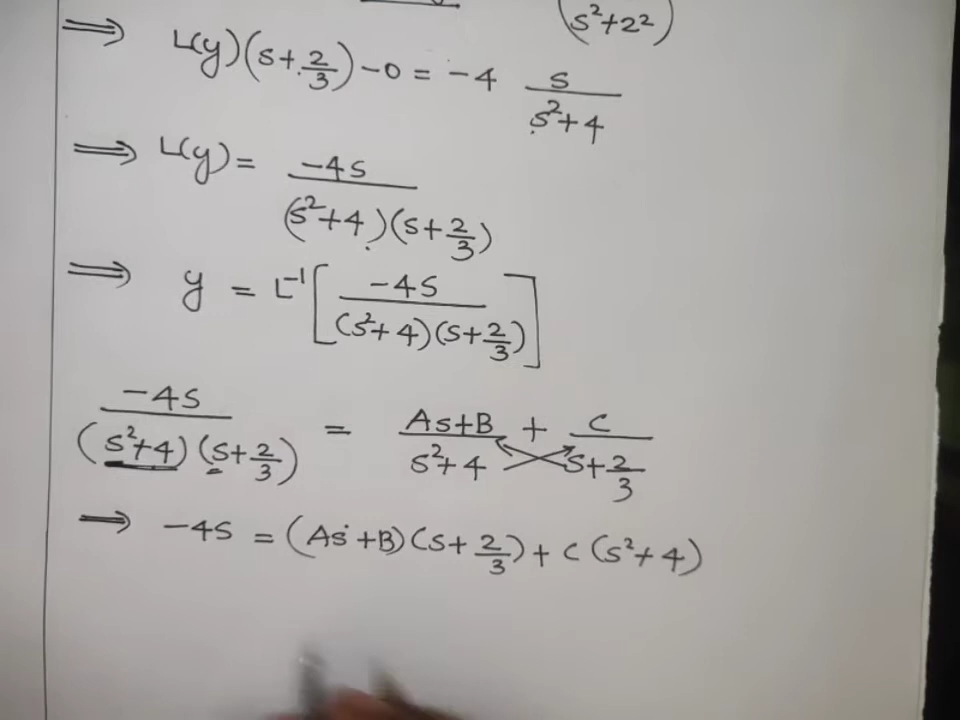 (s²+2²)
⟹ L(y)(s+2/3)-0 = -4 s/(s²+4)
⟹ L(y) = -4s/((s²+4)(s+2/3))
⟹ y = L⁻¹[-4s/((s²+4)(s+2/3))]
-4s/((s²+4)(s+2/3)) = (As+B)/(s²+4) + C/(s+2/3)
⟹ -4s = (As+B)(s+2/3) + C(s²+4)